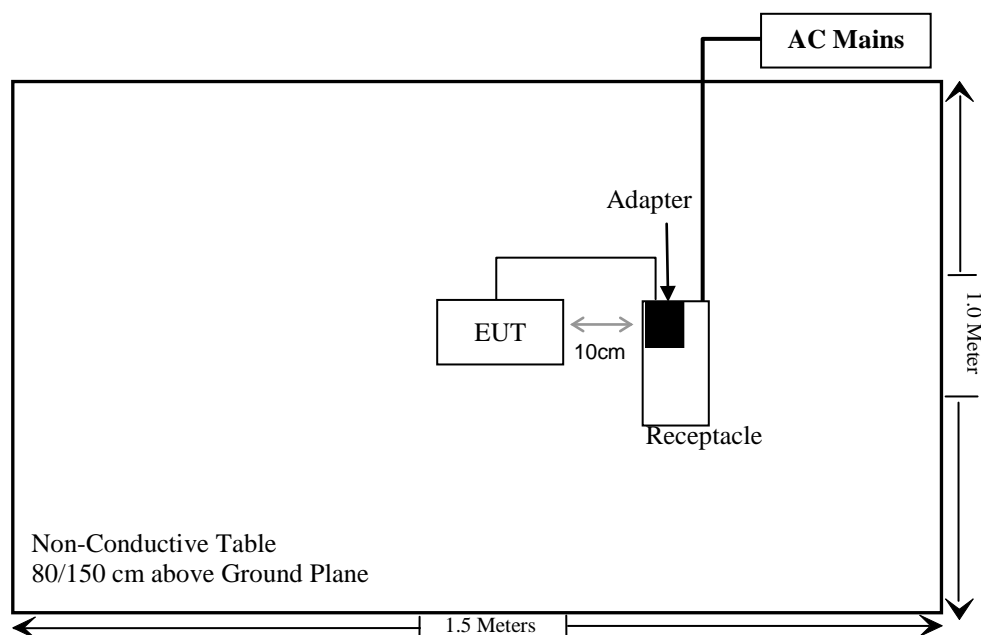 AC Mains
Adapter
EUT
10cm
Receptacle
1.0 Meter
Non-Conductive Table
80/150 cm above Ground Plane
1.5 Meters